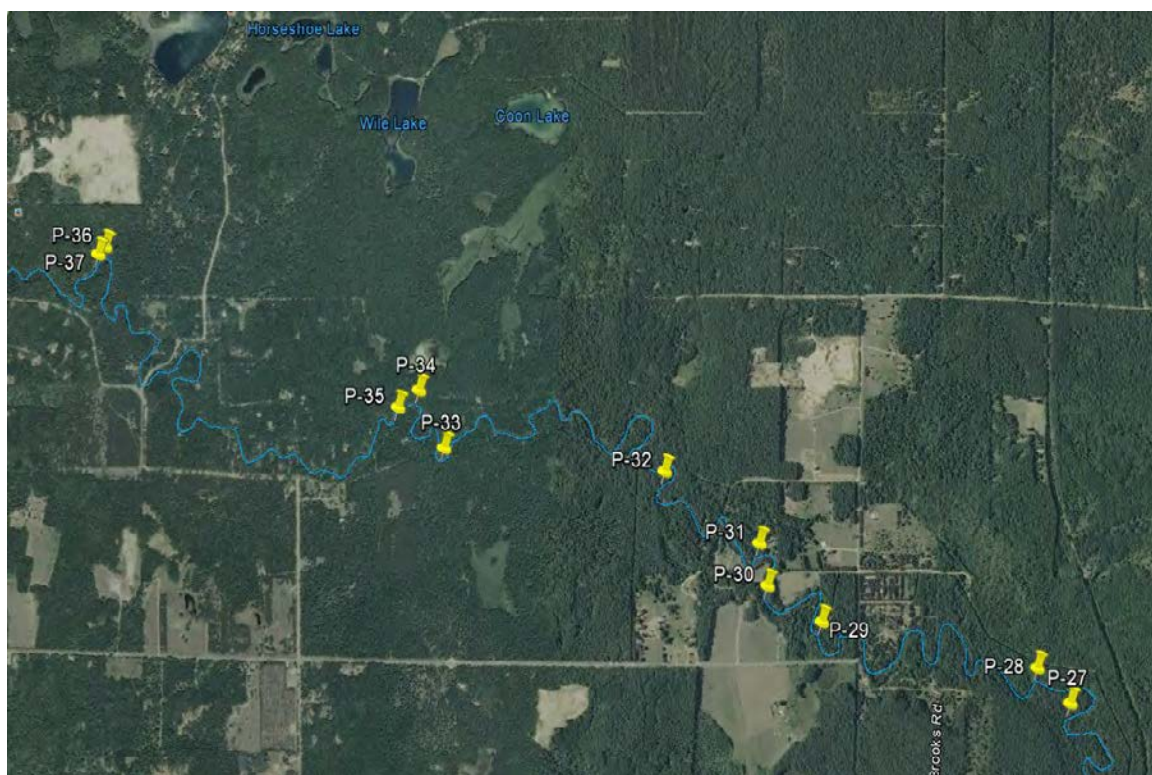 Horseshoe Lake
Wile Lake
Coon Lake
P-36
P-37
P-34
P-35
P-33
P-32
P-31
P-30
P-29
P-28
P-27
Brooks Rd